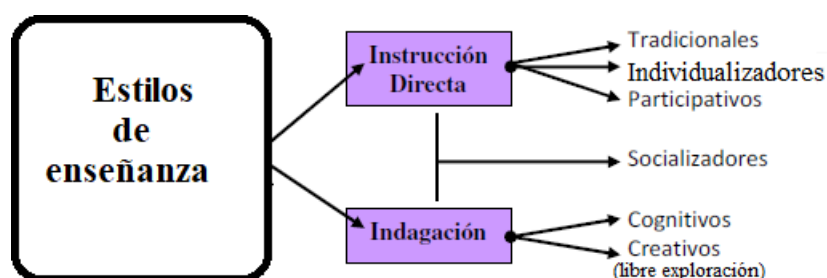 Estilos
de
enseñanza
Instrucción
Directa
Tradicionales
Individualizadores
Participativos
Socializadores
Indagación
Cognitivos
Creativos
(libre exploración)